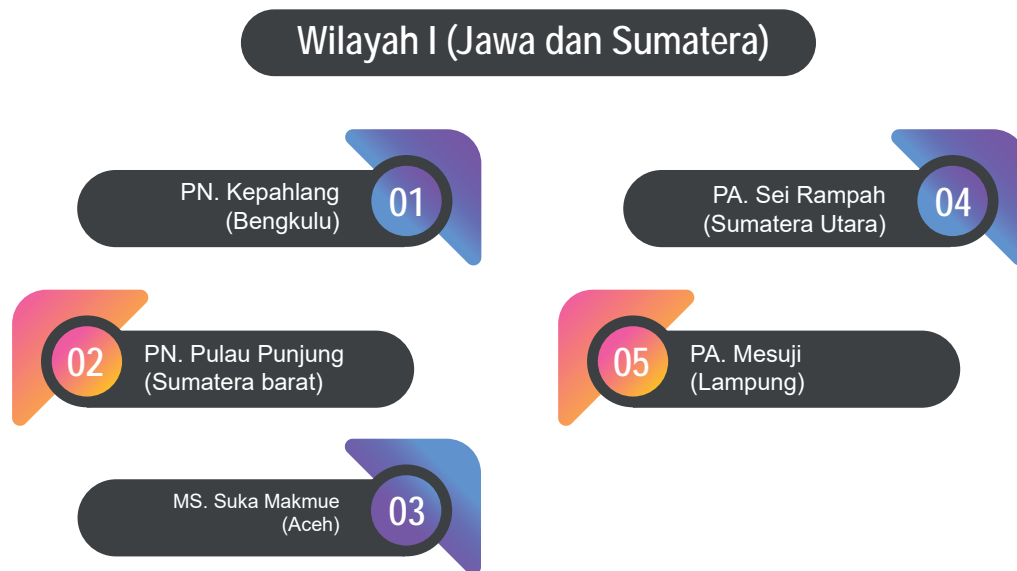 Wilayah I (Jawa dan Sumatera)
PN. Kepahlang
(Bengkulu)
01
02
PN. Pulau Punjung
(Sumatera barat)
MS. Suka Makmue
(Aceh)
03
PA. Sei Rampah
(Sumatera Utara)
04
05
PA. Mesuji
(Lampung)